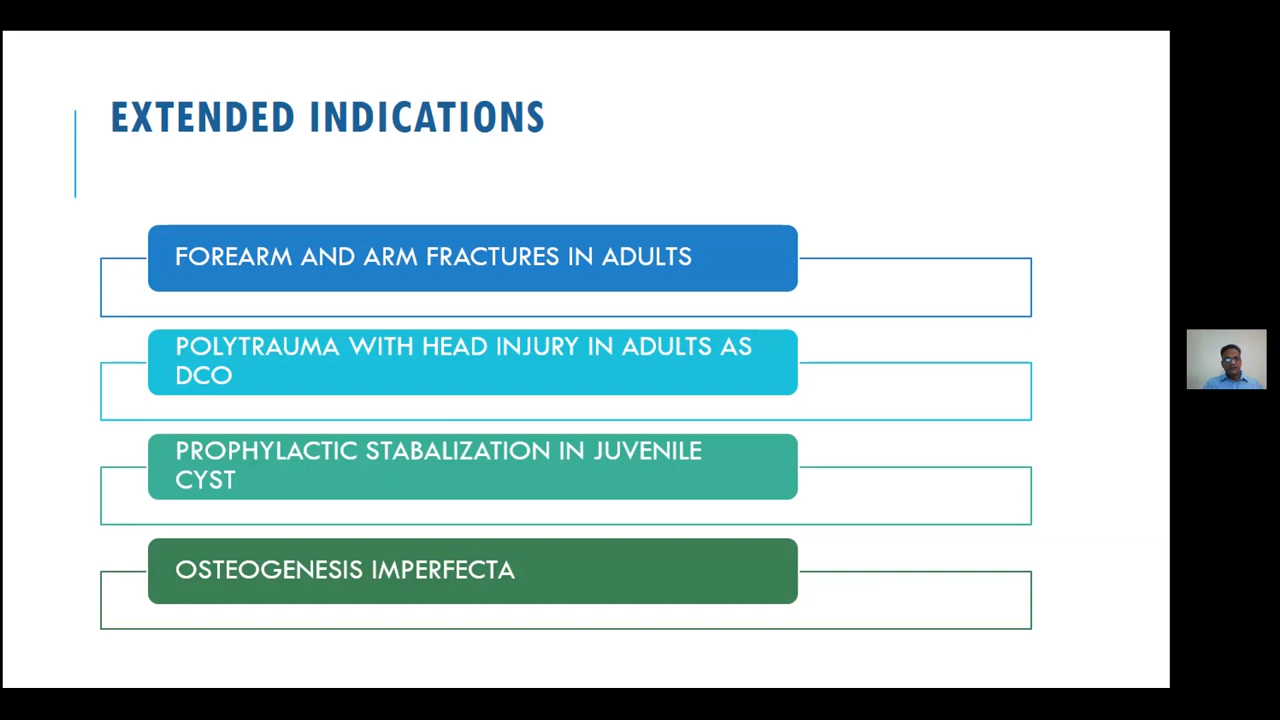 EXTENDED INDICATIONS
FOREARM AND ARM FRACTURES IN ADULTS
POLYTRAUMA WITH HEAD INJURY IN ADULTS AS
DCO
PROPHYLACTIC STABALIZATION IN JUVENILE
CYST
OSTEOGENESIS IMPERFECTA